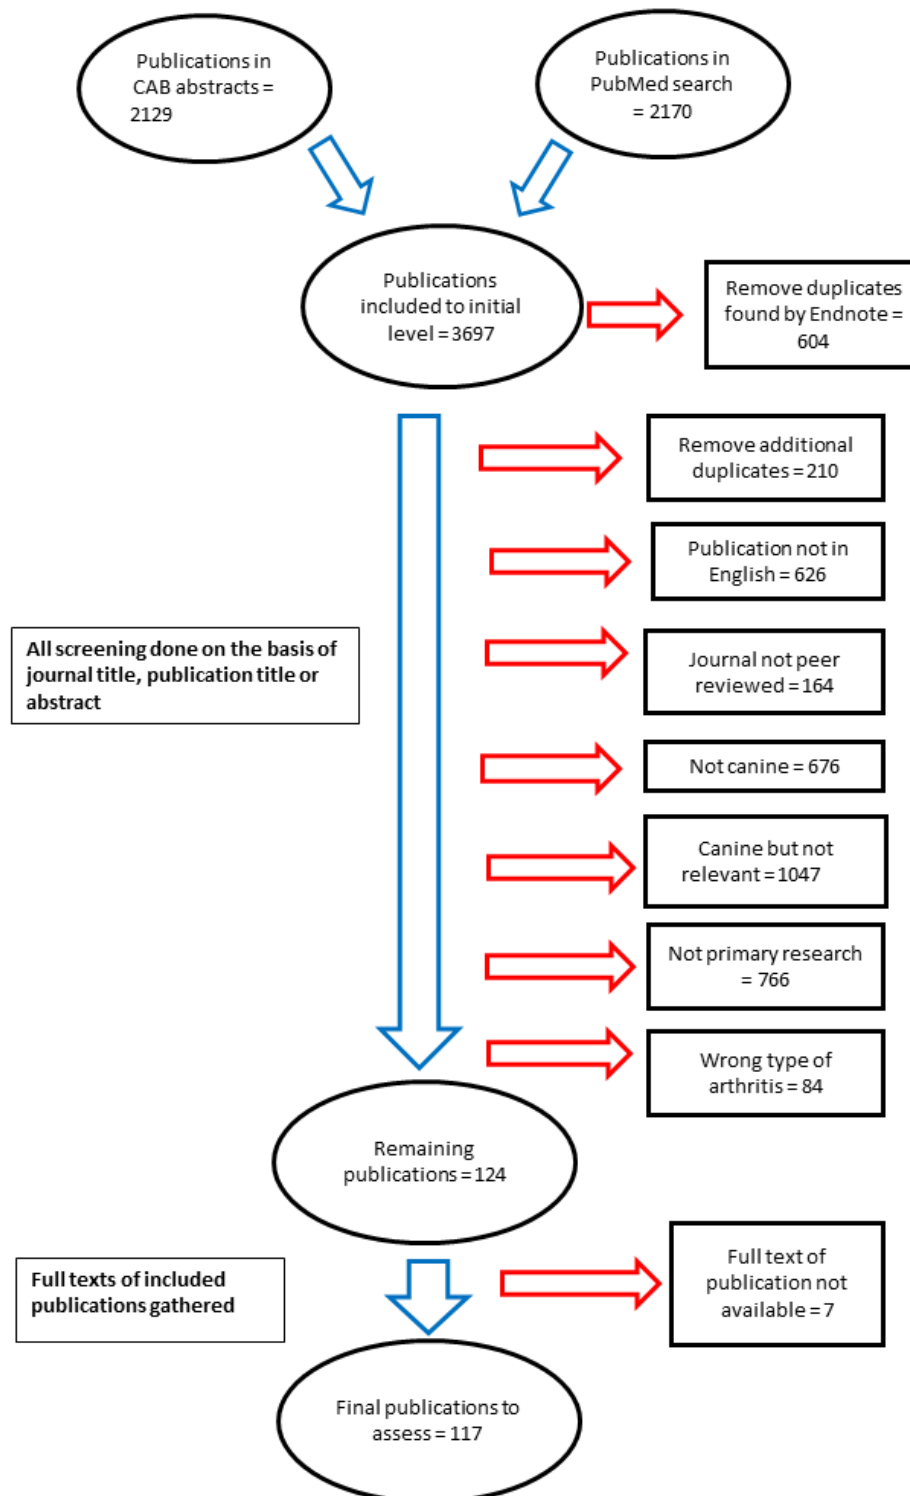 Publications in
CAB abstracts =
2129
Publications in
PubMed search
= 2170
Publications
included to initial
level = 3697
Remove duplicates
found by Endnote =
604
Remove additional
duplicates = 210
Publication not in
English = 626
All screening done on the basis of
journal title, publication title or
abstract
Journal not peer
reviewed = 164
Not canine = 676
Canine but not
relevant = 1047
Not primary research
= 766
Wrong type of
arthritis = 84
Remaining
publications = 124
Full texts of included
publications gathered
Full text of
publication not
available = 7
Final publications to
assess = 117